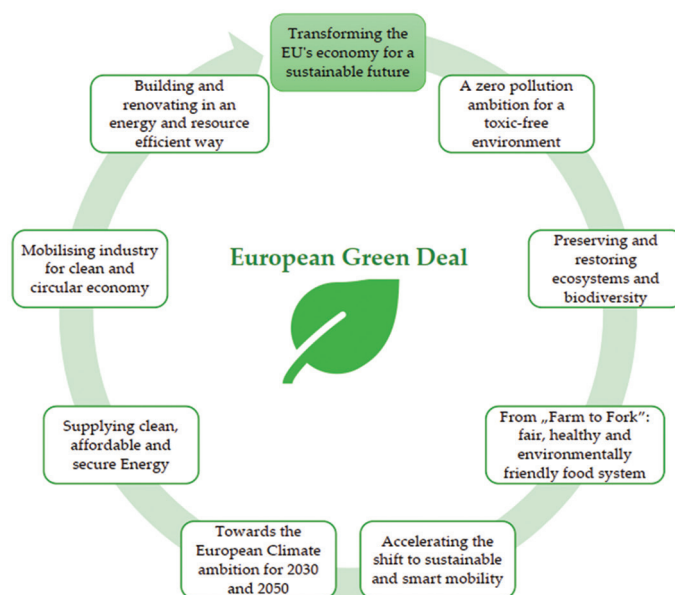 Transforming the
EU's economy for a
sustainable future
A zero pollution
ambition for a
toxic-free
environment
Preserving and
restoring
ecosystems and
biodiversity
From „Farm to Fork“:
fair, healthy and
environmentally
friendly food system
Accelerating the
shift to sustainable
and smart mobility
Towards the
European Climate
ambition for 2030
and 2050
Supplying clean,
affordable and
secure Energy
Mobilising industry
for clean and
circular economy
Building and
renovating in an
energy and resource
efficient way
European Green Deal